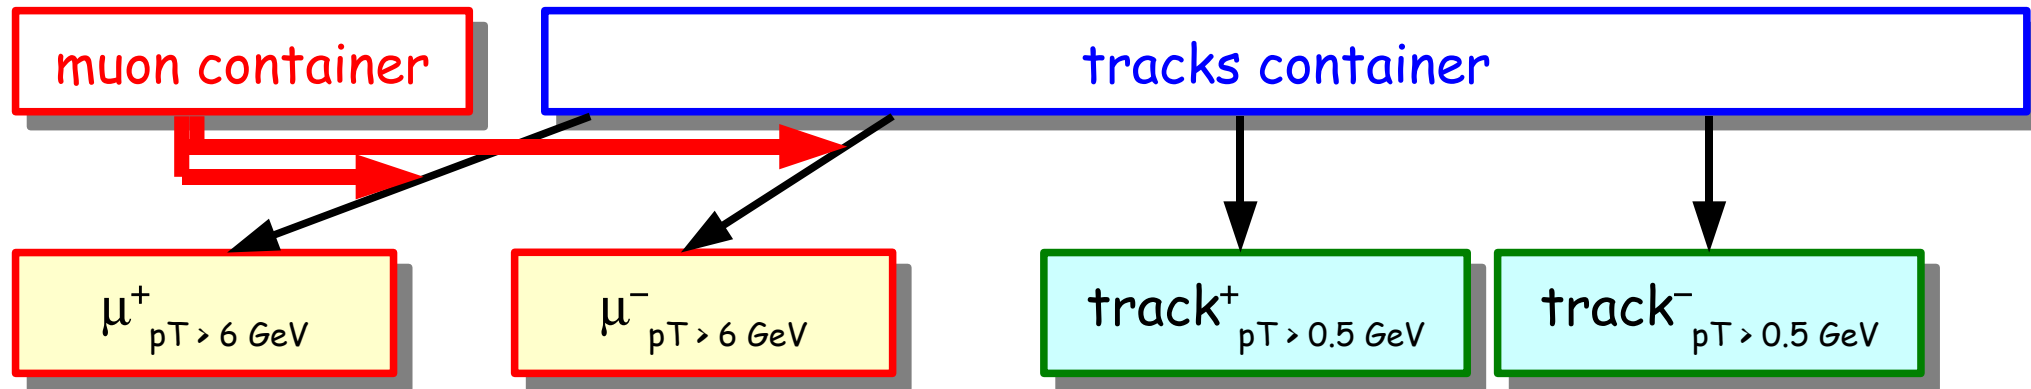 muon container
tracks container
μ⁺ pT > 6 GeV
μ⁻ pT > 6 GeV
track⁺ pT > 0.5 GeV
track⁻ pT > 0.5 GeV